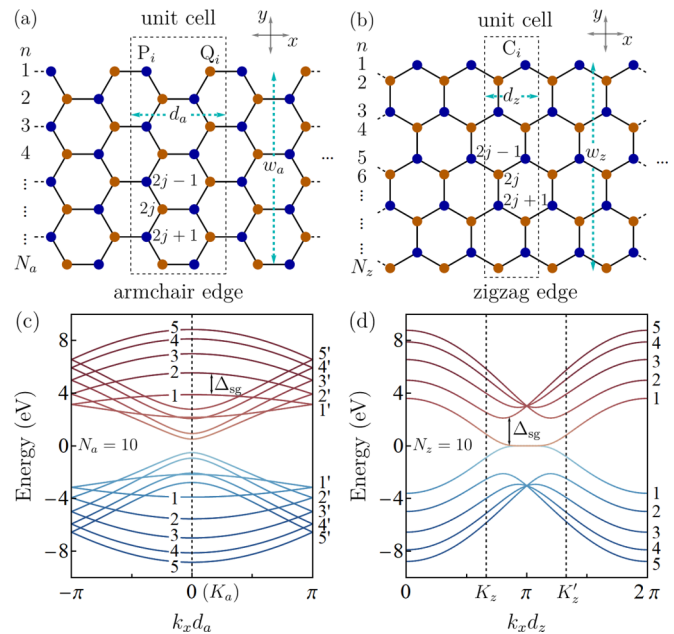 (a)
unit cell
y
x
n
P_i
Q_i
1
2
3
4
⋮
⋮
N_a
d_a
w_a
2j − 1
2j
2j + 1
...
armchair edge
(b)
unit cell
y
x
n
C_i
1
2
3
4
5
6
⋮
⋮
N_z
d_z
w_z
2j − 1
2j
2j + 1
...
zigzag edge
(c)
Energy (eV)
8
4
0
−4
−8
5
4
3
2
1
Δ_sg
5'
4'
3'
2'
1'
N_a = 10
1
2
3
4
5
1'
2'
3'
4'
5'
−π
0 (K_a)
π
k_x d_a
(d)
Energy (eV)
8
4
0
−4
−8
5
4
3
2
1
Δ_sg
N_z = 10
1
2
3
4
5
0
K_z
π
K'_z
2π
k_x d_z